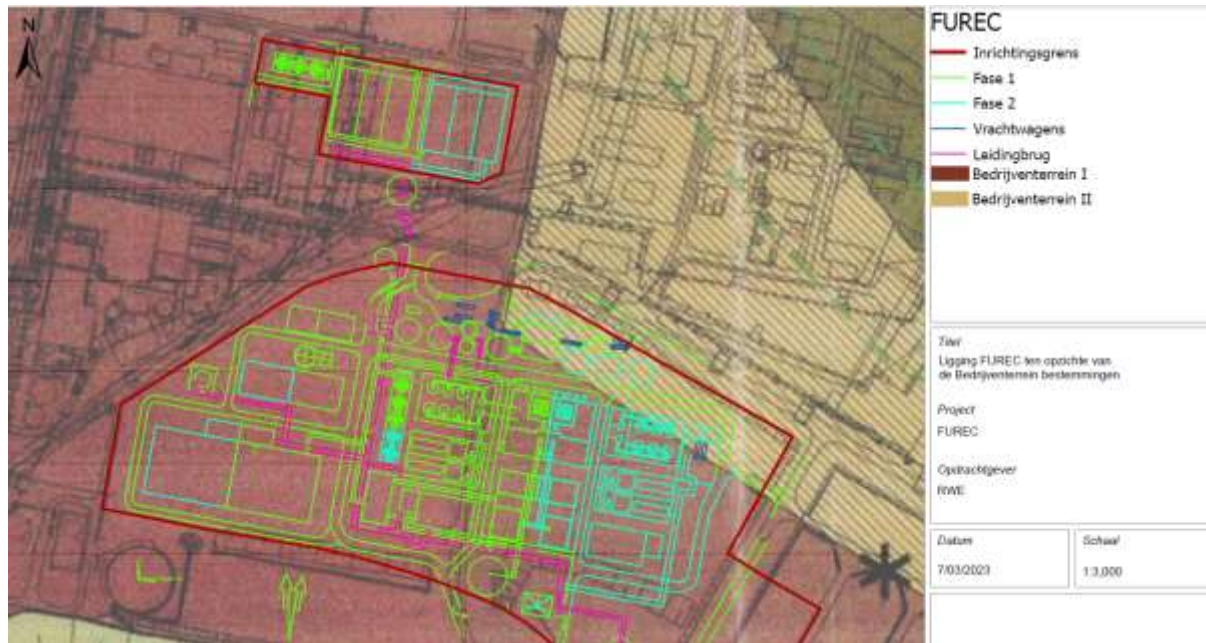 N
FUREC
Inrichtingsgrens
Fase 1
Fase 2
Vrachtwagens
Leidingbrug
Bedrijventerrein I
Bedrijventerrein II
Titel
Ligging FUREC ten opzichte van
de Bedrijventerrein bestemmingen
Project
FUREC
Opdrachtgever
RWE
Datum
7/03/2023
Schaal
1:3,000